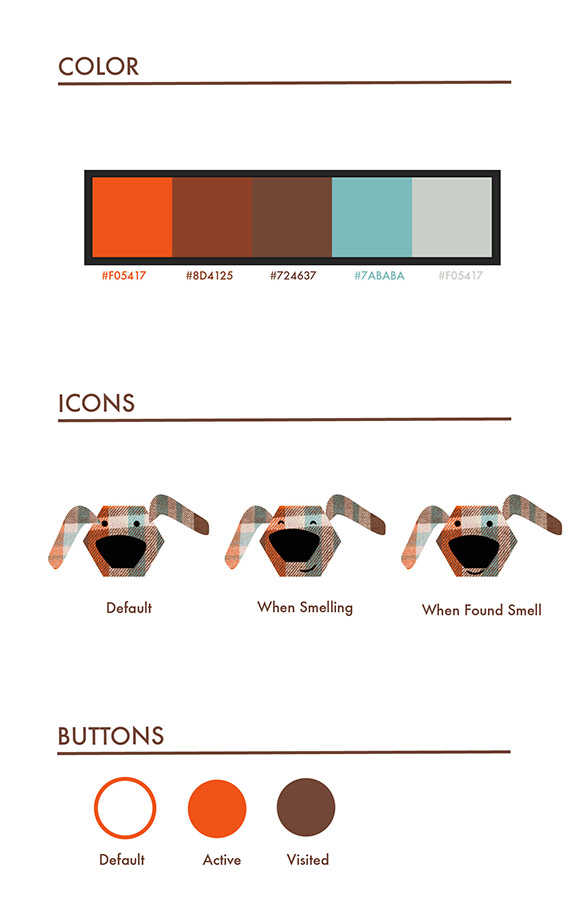 COLOR
#F05417 #8D4125 #724637 #7ABABA #F05417
ICONS
Default When Smelling When Found Smell
BUTTONS
Default Active Visited